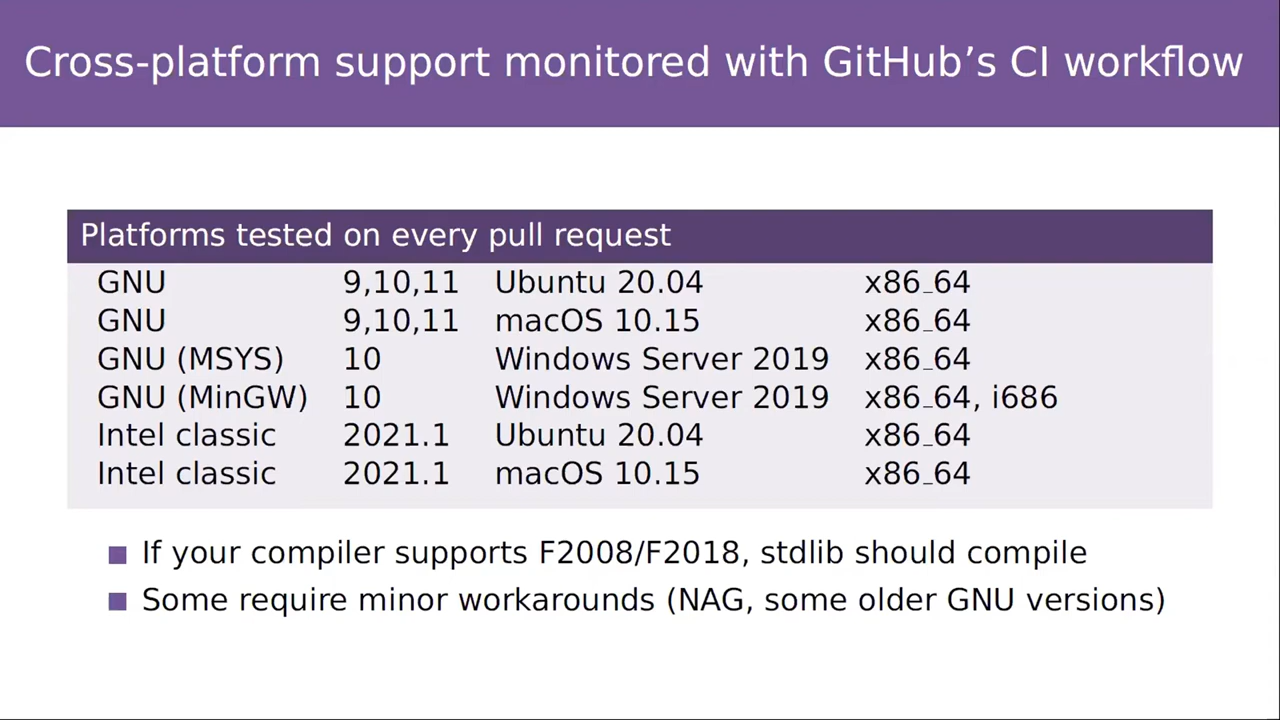 Cross-platform support monitored with GitHub’s CI workflow
Platforms tested on every pull request
GNU 9,10,11 Ubuntu 20.04 x86_64
GNU 9,10,11 macOS 10.15 x86_64
GNU (MSYS) 10 Windows Server 2019 x86_64
GNU (MinGW) 10 Windows Server 2019 x86_64, i686
Intel classic 2021.1 Ubuntu 20.04 x86_64
Intel classic 2021.1 macOS 10.15 x86_64
If your compiler supports F2008/F2018, stdlib should compile
Some require minor workarounds (NAG, some older GNU versions)